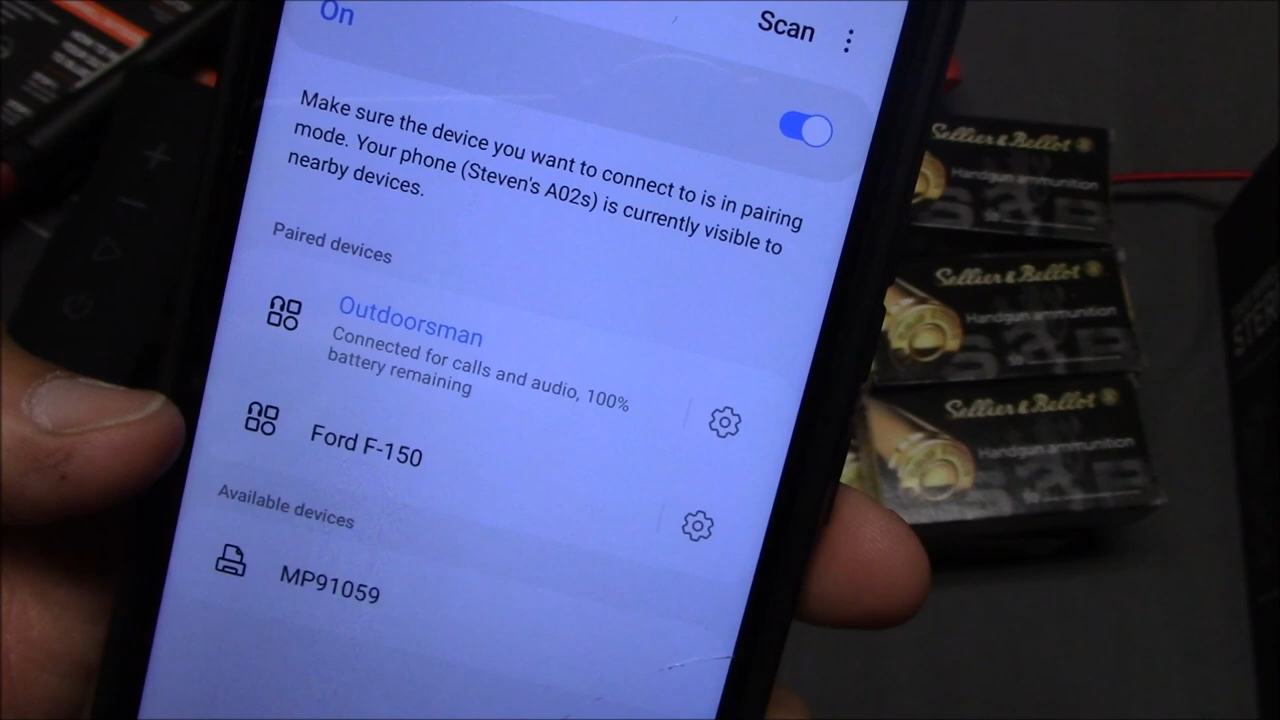 On
Scan
Make sure the device you want to connect to is in pairing
mode. Your phone (Steven's A02s) is currently visible to
nearby devices.
Paired devices
Outdoorsman
Connected for calls and audio, 100%
battery remaining
Ford F-150
Available devices
MP91059
Sellier & Bellot
Handgun ammunition
S&B
Sellier & Bellot
Handgun ammunition
S&B
Sellier & Bellot
Handgun ammunition
S&B